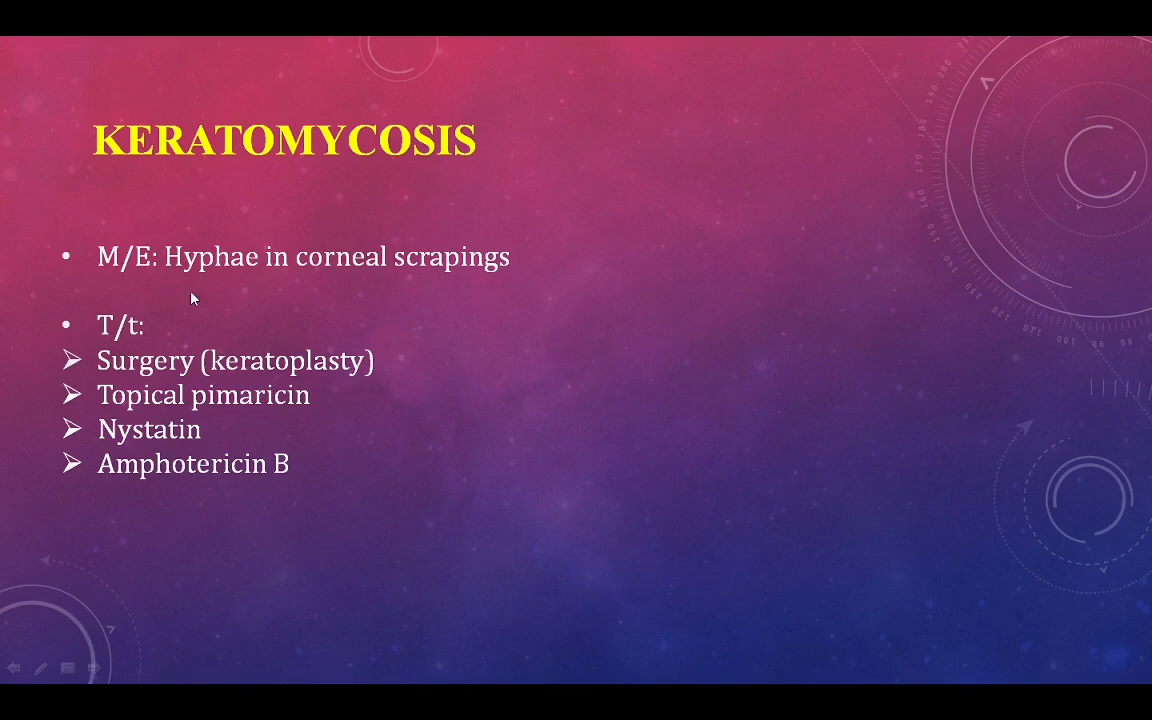 KERATOMYCOSIS
• M/E: Hyphae in corneal scrapings
• T/t:
➢ Surgery (keratoplasty)
➢ Topical pimaricin
➢ Nystatin
➢ Amphotericin B